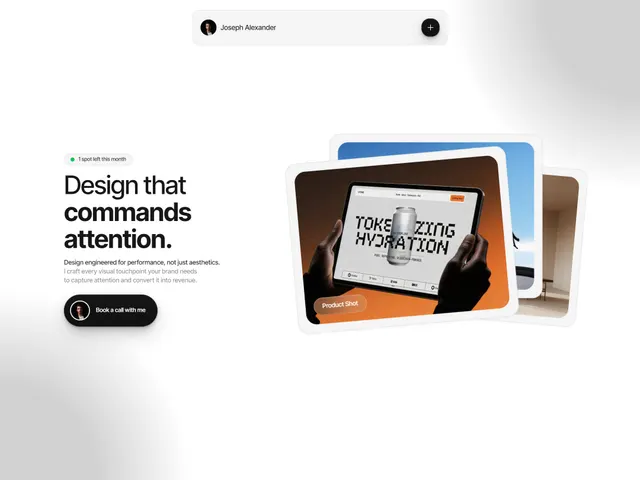 Joseph Alexander
1 spot left this month
Design that
commands
attention.
Design engineered for performance, not just aesthetics.
I craft every visual touchpoint your brand needs
to capture attention and convert it into revenue.
Book a call with me
HYDRATION
Product Shot